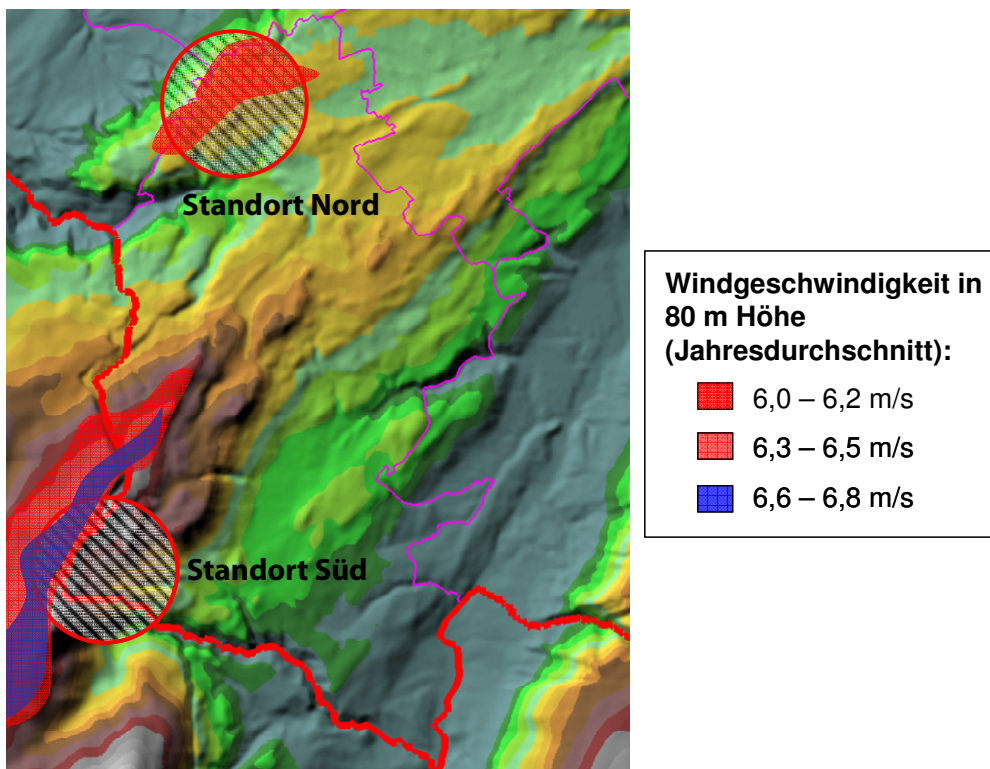 Standort Nord
Standort Süd
Windgeschwindigkeit in
80 m Höhe
(Jahresdurchschnitt):
6,0 – 6,2 m/s
6,3 – 6,5 m/s
6,6 – 6,8 m/s